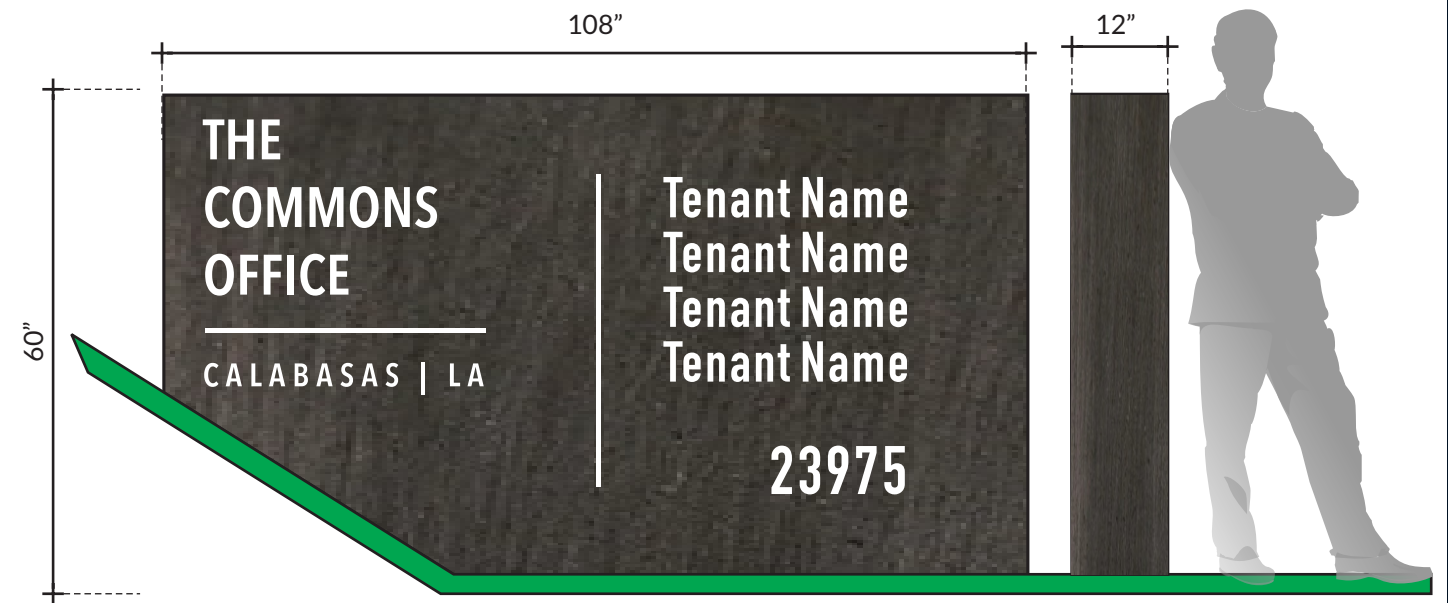 108”
12”
60”
THE
COMMONS
OFFICE
CALABASAS | LA
Tenant Name
Tenant Name
Tenant Name
Tenant Name
23975